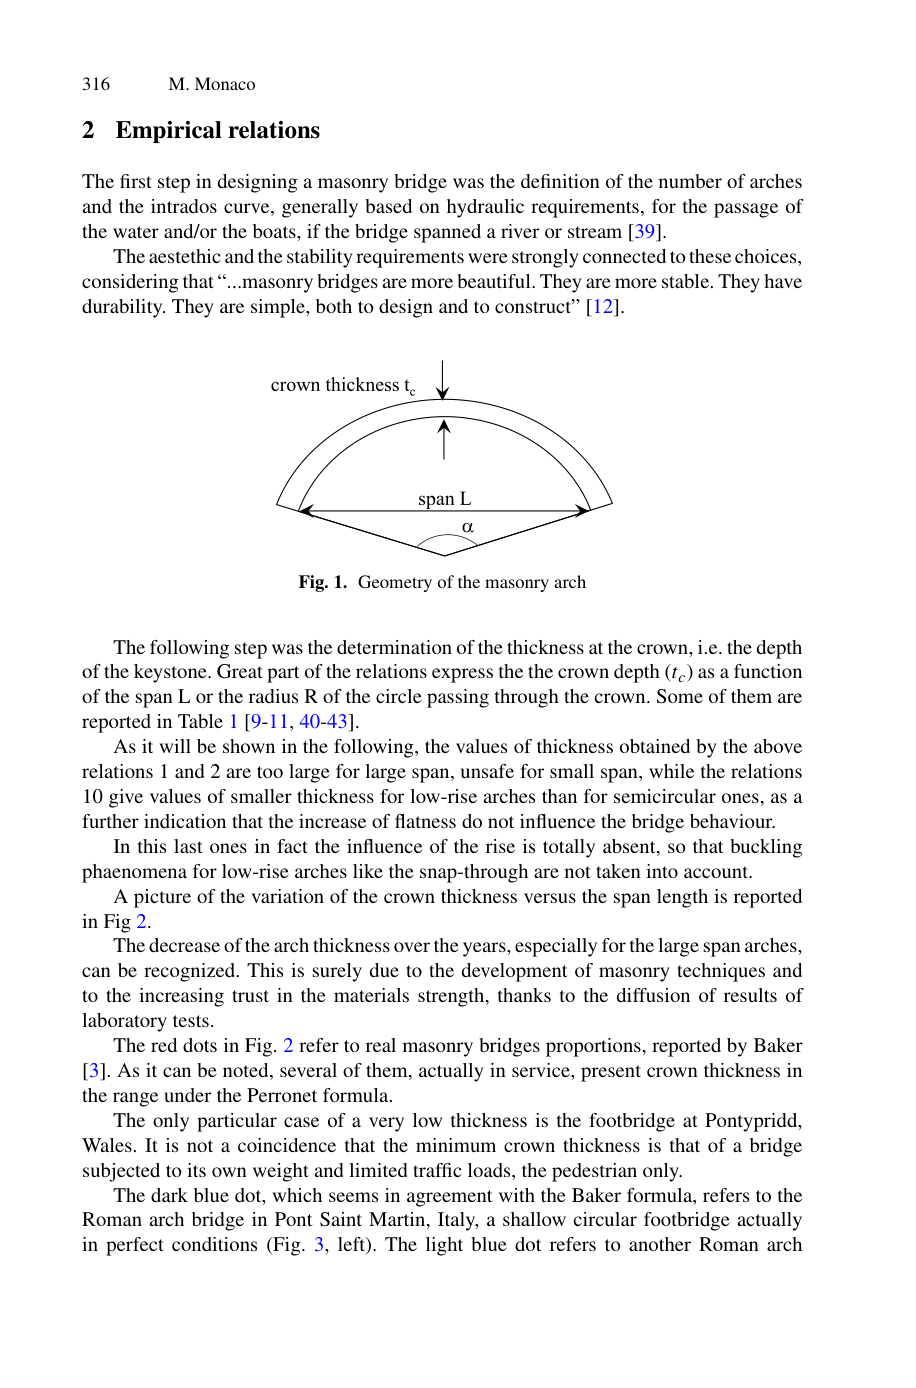 316 M. Monaco
2 Empirical relations
The first step in designing a masonry bridge was the definition of the number of arches
and the intrados curve, generally based on hydraulic requirements, for the passage of
the water and/or the boats, if the bridge spanned a river or stream [39].
The aestethic and the stability requirements were strongly connected to these choices,
considering that “...masonry bridges are more beautiful. They are more stable. They have
durability. They are simple, both to design and to construct” [12].
crown thickness tc
span L
α
Fig. 1. Geometry of the masonry arch
The following step was the determination of the thickness at the crown, i.e. the depth
of the keystone. Great part of the relations express the the crown depth (tc) as a function
of the span L or the radius R of the circle passing through the crown. Some of them are
reported in Table 1 [9-11, 40-43].
As it will be shown in the following, the values of thickness obtained by the above
relations 1 and 2 are too large for large span, unsafe for small span, while the relations
10 give values of smaller thickness for low-rise arches than for semicircular ones, as a
further indication that the increase of flatness do not influence the bridge behaviour.
In this last ones in fact the influence of the rise is totally absent, so that buckling
phaenomena for low-rise arches like the snap-through are not taken into account.
A picture of the variation of the crown thickness versus the span length is reported
in Fig 2.
The decrease of the arch thickness over the years, especially for the large span arches,
can be recognized. This is surely due to the development of masonry techniques and
to the increasing trust in the materials strength, thanks to the diffusion of results of
laboratory tests.
The red dots in Fig. 2 refer to real masonry bridges proportions, reported by Baker
[3]. As it can be noted, several of them, actually in service, present crown thickness in
the range under the Perronet formula.
The only particular case of a very low thickness is the footbridge at Pontypridd,
Wales. It is not a coincidence that the minimum crown thickness is that of a bridge
subjected to its own weight and limited traffic loads, the pedestrian only.
The dark blue dot, which seems in agreement with the Baker formula, refers to the
Roman arch bridge in Pont Saint Martin, Italy, a shallow circular footbridge actually
in perfect conditions (Fig. 3, left). The light blue dot refers to another Roman arch